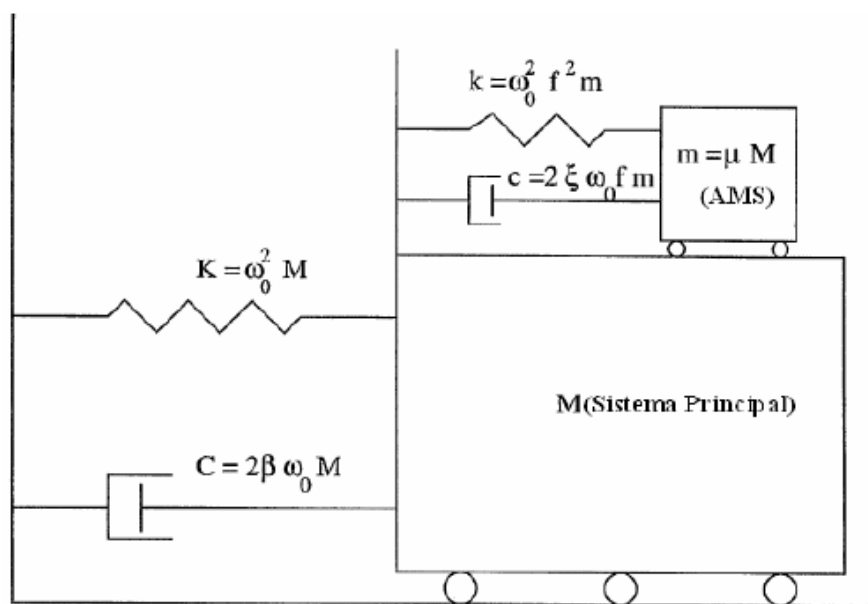 k = ω₀² f² m
m = μ M
(AMS)
c = 2 ξ ω₀ f m
K = ω₀² M
M(Sistema Principal)
C = 2β ω₀ M